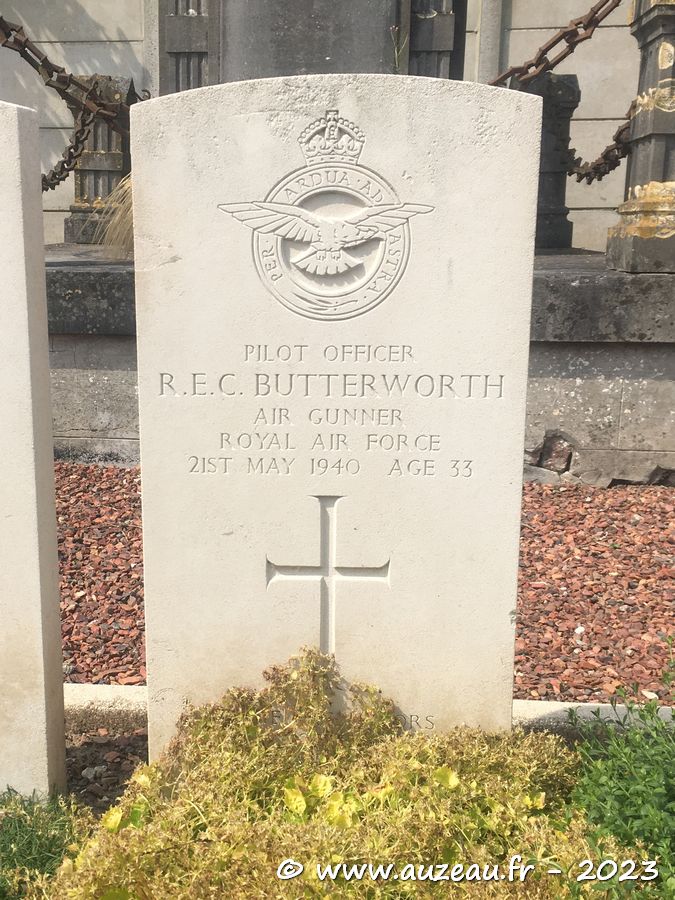 PER · ARDUA · AD ASTRA
PILOT OFFICER
R.E.C. BUTTERWORTH
AIR GUNNER
ROYAL AIR FORCE
21ST MAY 1940 AGE 33
© www.auzeau.fr - 2023